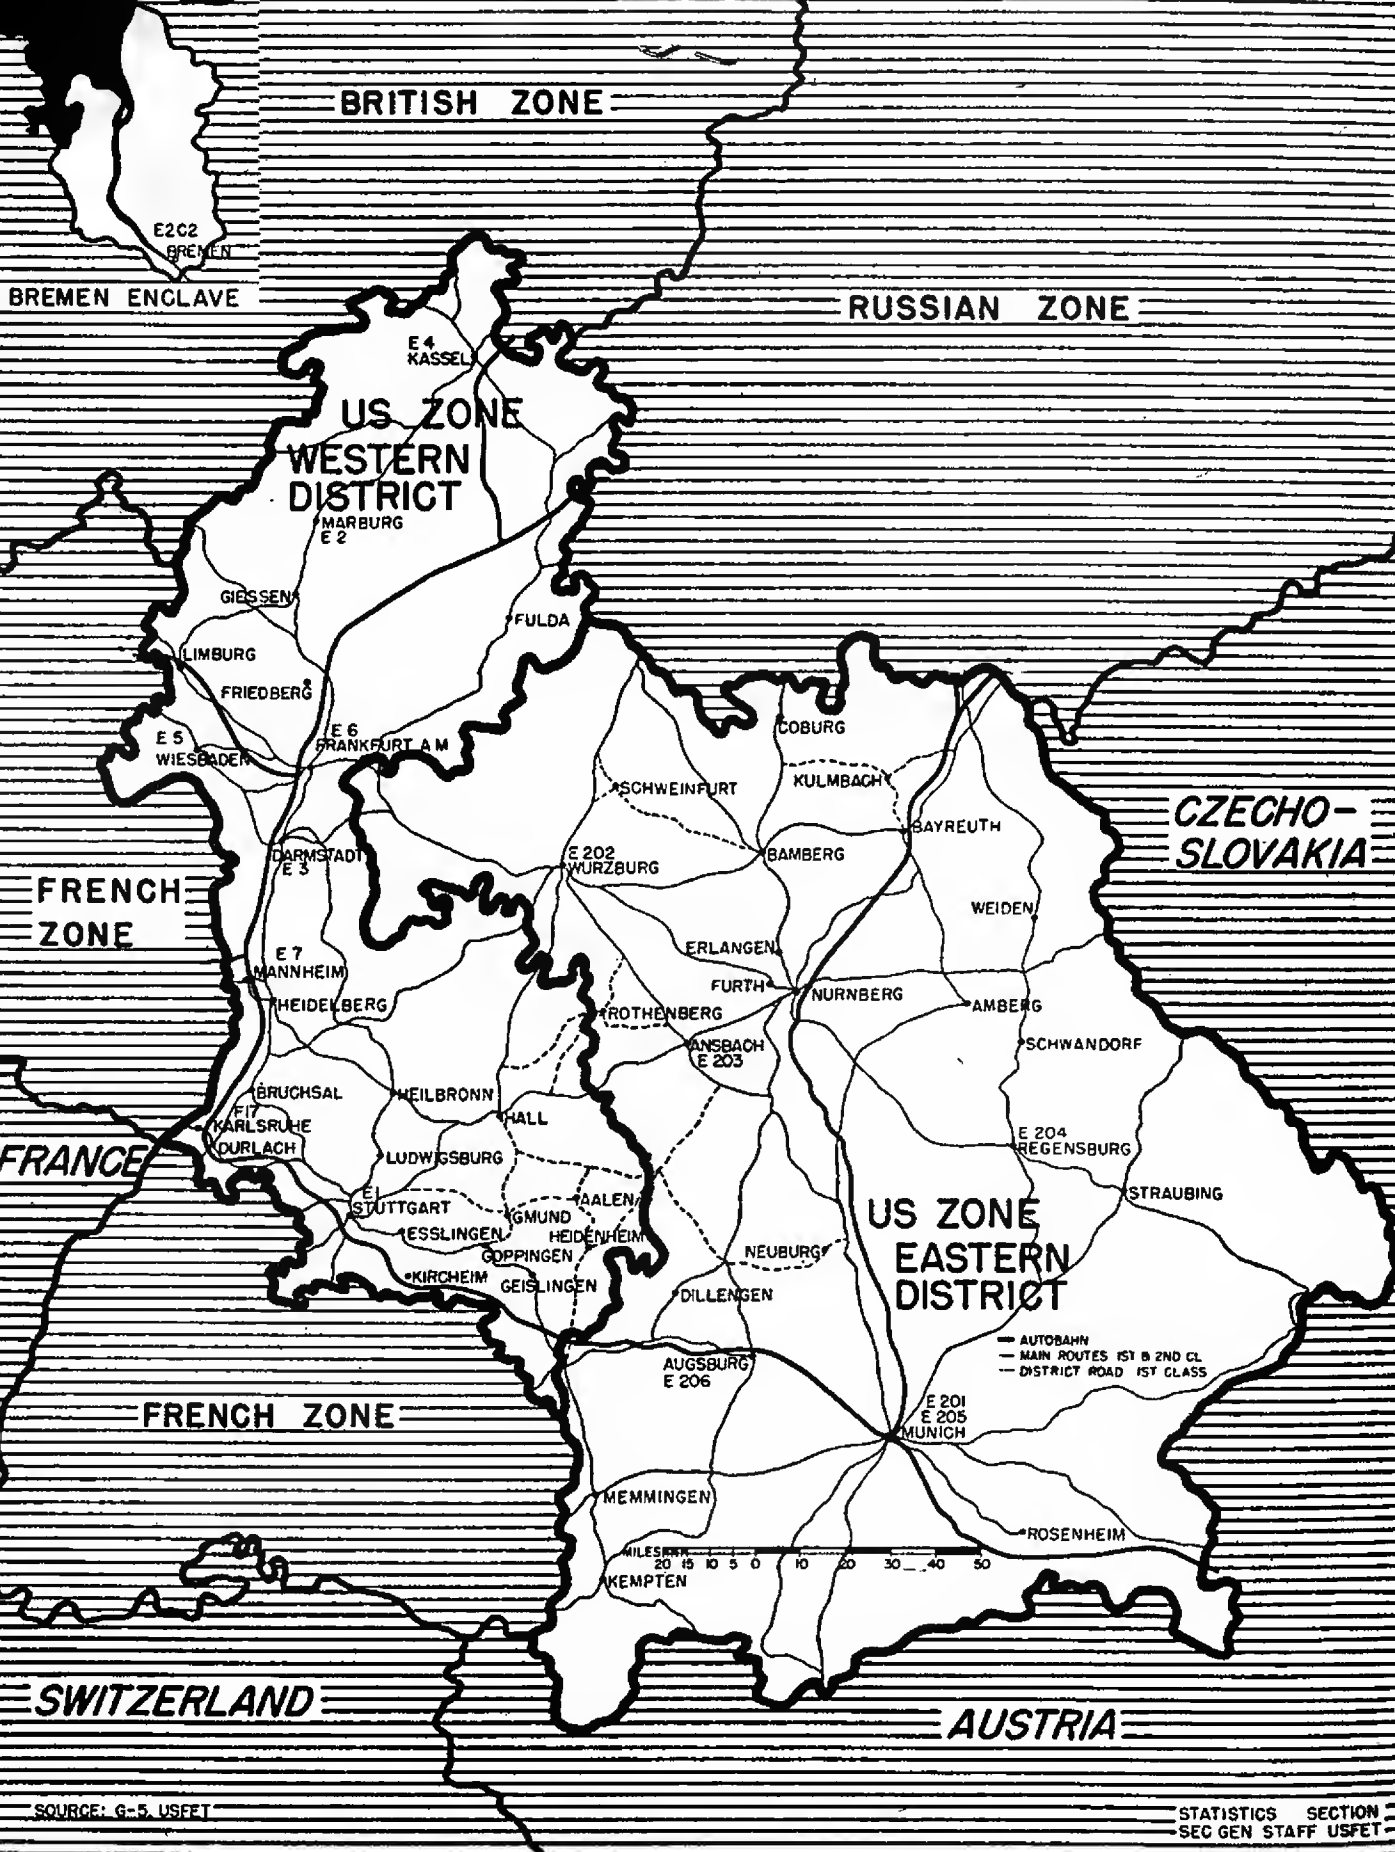 BRITISH ZONE
E2C2
BREMEN
BREMEN ENCLAVE
RUSSIAN ZONE
E 4
KASSEL
US ZONE
WESTERN
DISTRICT
MARBURG
E 2
GIESSEN
FULDA
LIMBURG
FRIEDBERG
E 5
WIESBADEN
E 6
FRANKFURT A M
COBURG
KULMBACH
SCHWEINFURT
CZECHO-
SLOVAKIA
BAYREUTH
DARMSTADT
E 3
E 202
WURZBURG
BAMBERG
FRENCH
ZONE
WEIDEN
E 7
MANNHEIM
ERLANGEN
FURTH
NURNBERG
HEIDELBERG
AMBERG
ROTHENBERG
ANSBACH
E 203
SCHWANDORF
BRUCHSAL
HEILBRONN
F17
KARLSRUHE
HALL
DURLACH
FRANCE
LUDWIGSBURG
E 204
REGENSBURG
E1
STUTTGART
AALEN
STRAUBING
GMUND
ESSLINGEN
HEIDENHEIM
GOPPINGEN
NEUBURG
US ZONE
EASTERN
DISTRICT
KIRCHEIM
GEISLINGEN
DILLENGEN
AUTOBAHN
MAIN ROUTES 1ST & 2ND CL
DISTRICT ROAD 1ST CLASS
AUGSBURG
E 206
E 201
E 205
MUNICH
FRENCH ZONE
MEMMINGEN
ROSENHEIM
MILES
20 15 10 5 0 10 20 30 40 50
KEMPTEN
SWITZERLAND
AUSTRIA
SOURCE: G-5, USFET
STATISTICS SECTION
SEC GEN STAFF USFET